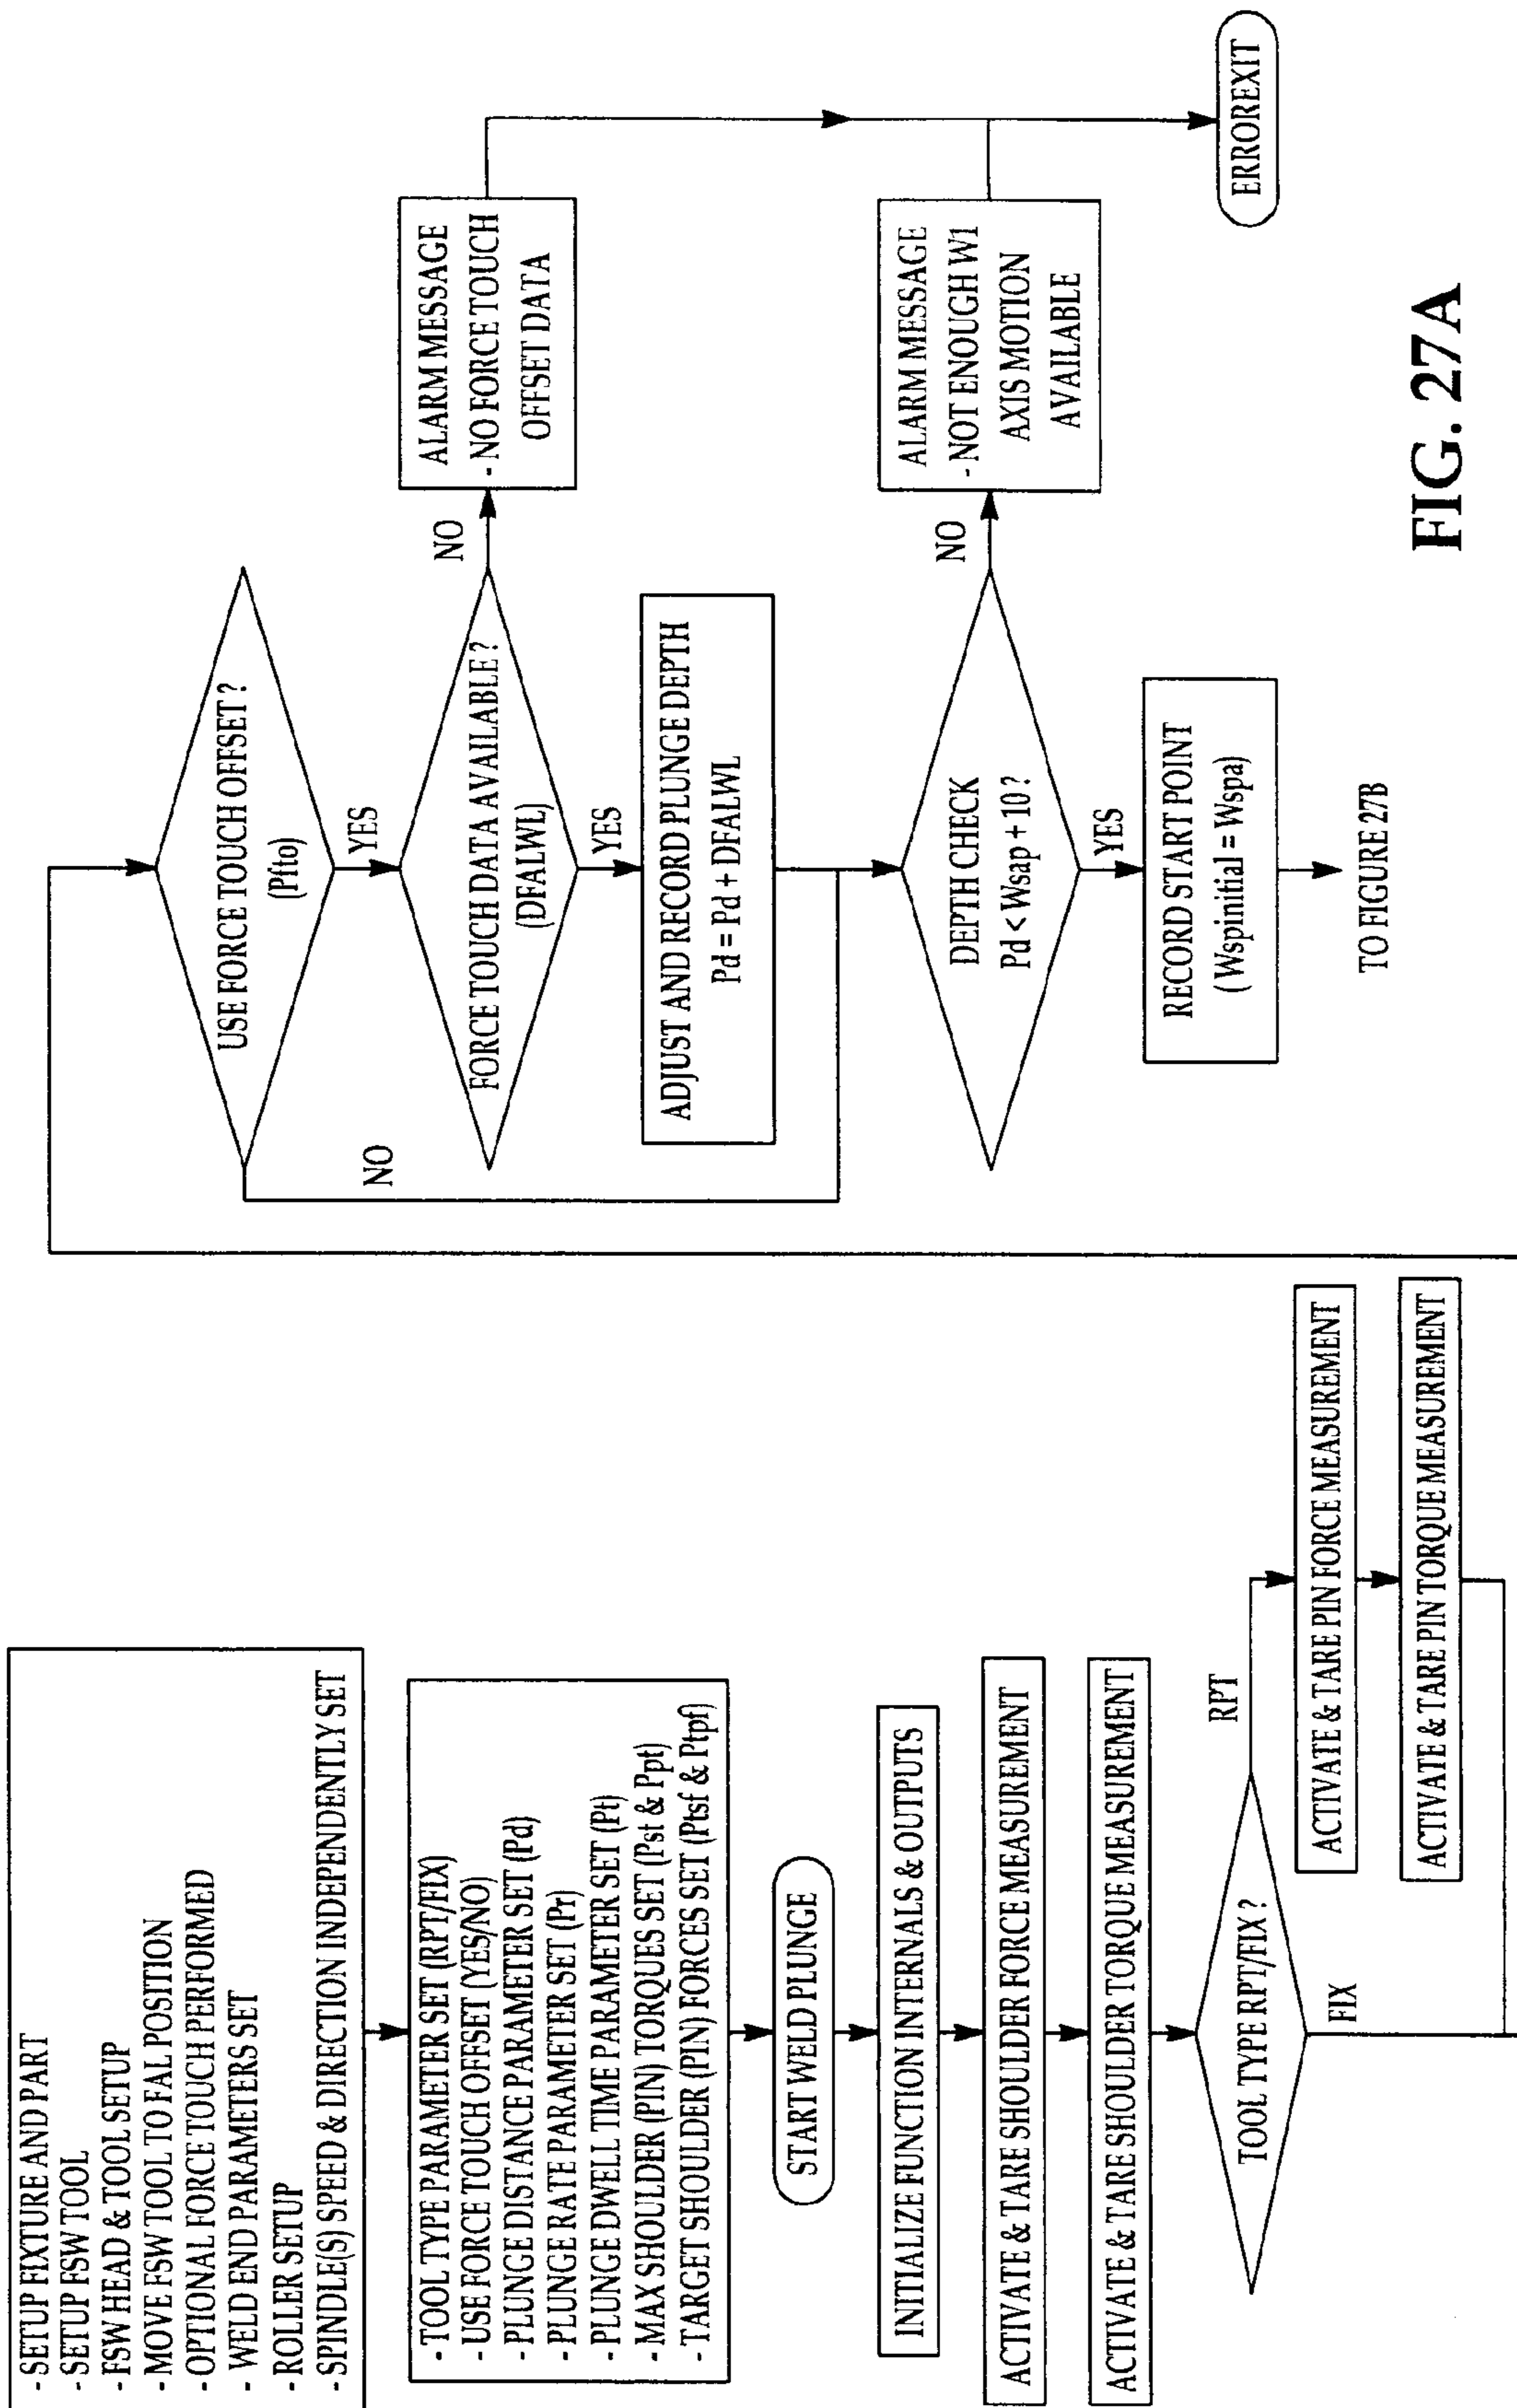 - SETUP FIXTURE AND PART
- SETUP FSW TOOL
- FSW HEAD & TOOL SETUP
- MOVE FSW TOOL TO FAL POSITION
- OPTIONAL FORCE TOUCH PERFORMED
- WELD END PARAMETERS SET
- ROLLER SETUP
- SPINDLE(S) SPEED & DIRECTION INDEPENDENTLY SET
- TOOL TYPE PARAMETER SET (RPT/FIX)
- USE FORCE TOUCH OFFSET (YES/NO)
- PLUNGE DISTANCE PARAMETER SET (Pd)
- PLUNGE RATE PARAMETER SET (Pr)
- PLUNGE DWELL TIME PARAMETER SET (Pt)
- MAX SHOULDER (PIN) TORQUES SET (Pst & Ppt)
- TARGET SHOULDER (PIN) FORCES SET (Ptsf & Ptpf)
START WELD PLUNGE
INITIALIZE FUNCTION INTERNALS & OUTPUTS
ACTIVATE & TARE SHOULDER FORCE MEASUREMENT
ACTIVATE & TARE SHOULDER TORQUE MEASUREMENT
TOOL TYPE RPT/FIX ?
RPT
FIX
ACTIVATE & TARE PIN FORCE MEASUREMENT
ACTIVATE & TARE PIN TORQUE MEASUREMENT
USE FORCE TOUCH OFFSET ?
(Pfto)
NO
YES
FORCE TOUCH DATA AVAILABLE ?
(DFALWL)
NO
ALARM MESSAGE
- NO FORCE TOUCH
OFFSET DATA
YES
ADJUST AND RECORD PLUNGE DEPTH
Pd = Pd + DFALWL
DEPTH CHECK
Pd < Wsap + 10 ?
NO
ALARM MESSAGE
- NOT ENOUGH W1
AXIS MOTION
AVAILABLE
YES
RECORD START POINT
( Wspinitial = Wspa)
ERROREXIT
TO FIGURE 27B
FIG. 27A